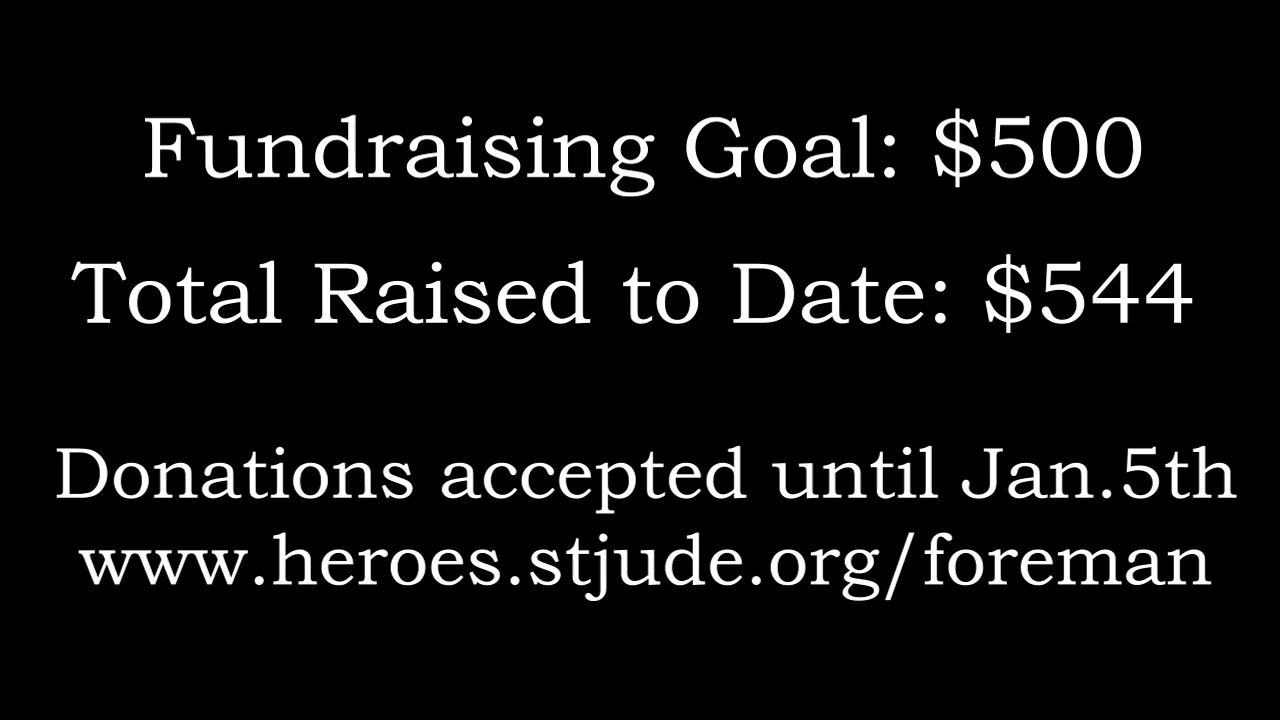 Fundraising Goal: $500
Total Raised to Date: $544
Donations accepted until Jan.5th
www.heroes.stjude.org/foreman